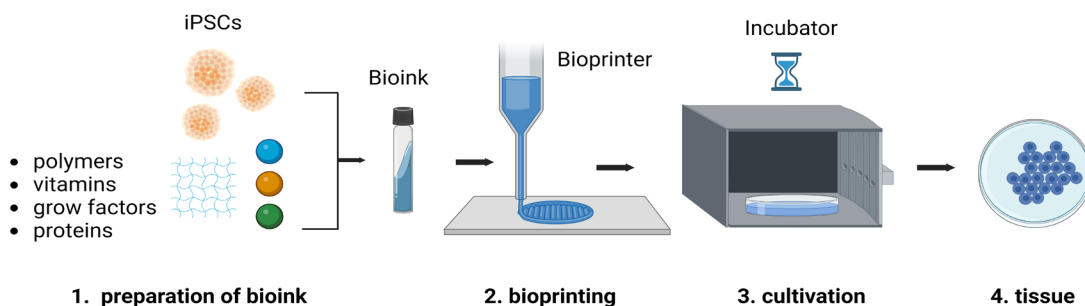 iPSCs
Bioink
Bioprinter
Incubator
• polymers
• vitamins
• grow factors
• proteins
1. preparation of bioink
2. bioprinting
3. cultivation
4. tissue